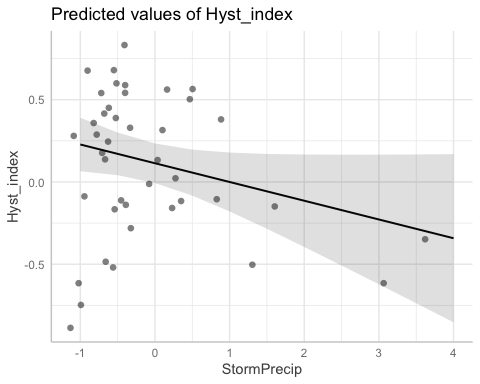 Predicted values of Hyst_index
0.5
0.0
-0.5
Hyst_index
-1 0 1 2 3 4
StormPrecip